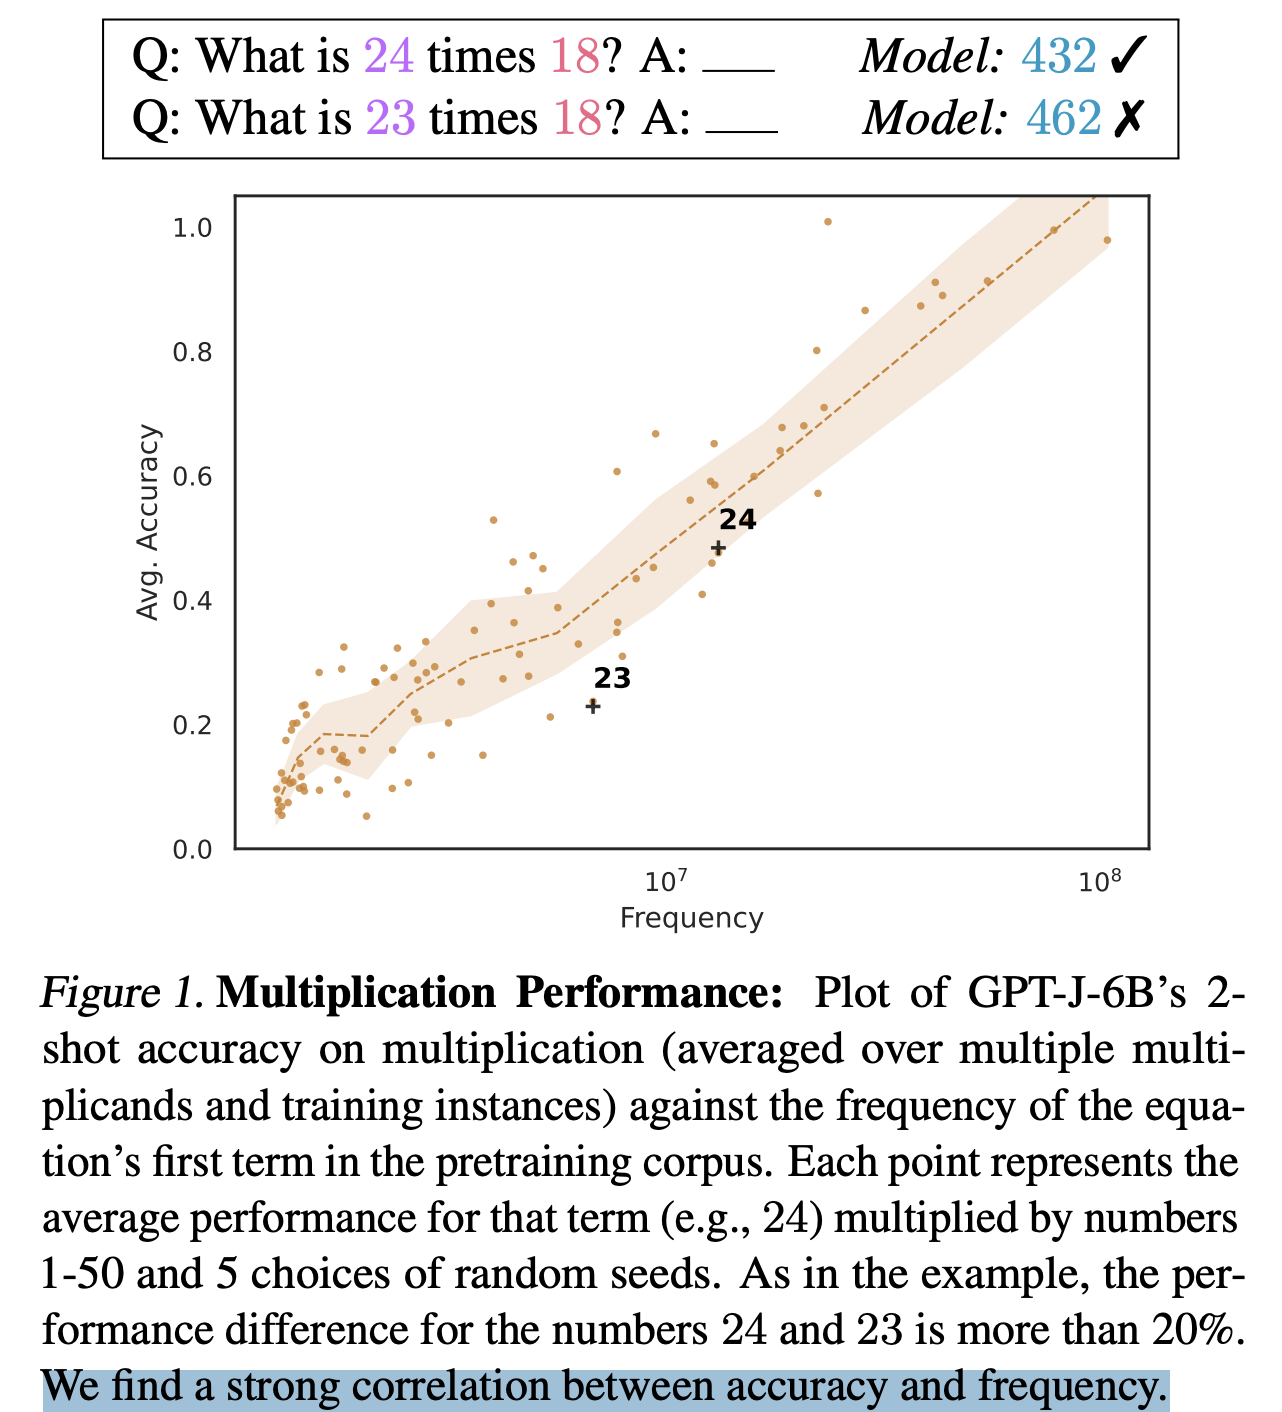 Q: What is 24 times 18? A: ___ Model: 432 ✓
Q: What is 23 times 18? A: ___ Model: 462 ✗
1.0
0.8
0.6
0.4
0.2
0.0
Avg. Accuracy
24
23
10⁷
10⁸
Frequency
Figure 1. Multiplication Performance: Plot of GPT-J-6B’s 2-
shot accuracy on multiplication (averaged over multiple multi-
plicands and training instances) against the frequency of the equa-
tion’s first term in the pretraining corpus. Each point represents the
average performance for that term (e.g., 24) multiplied by numbers
1-50 and 5 choices of random seeds. As in the example, the per-
formance difference for the numbers 24 and 23 is more than 20%.
We find a strong correlation between accuracy and frequency.